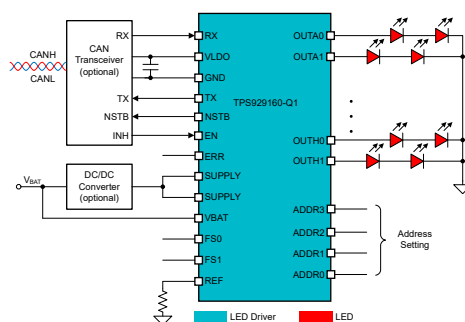 CANH
CANL
CAN
Transceiver
(optional)
RX
TX
NSTB
INH
DC/DC
Converter
(optional)
VBAT
RX
VLDO
GND
TX
NSTB
EN
ERR
SUPPLY
SUPPLY
VBAT
FS0
FS1
REF
TPS929160-Q1
OUTA0
OUTA1
OUTH0
OUTH1
ADDR3
ADDR2
ADDR1
ADDR0
Address
Setting
LED Driver
LED